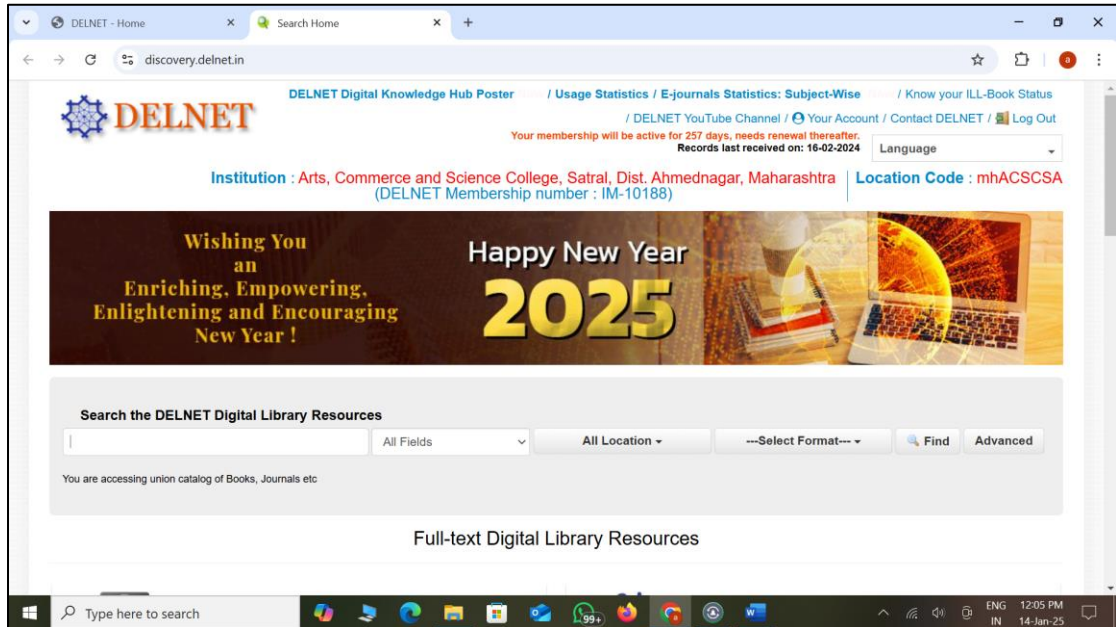 DELNET - Home
Search Home
discovery.delnet.in
DELNET
DELNET Digital Knowledge Hub Poster / Usage Statistics / E-journals Statistics: Subject-Wise / Know your ILL-Book Status
/ DELNET YouTube Channel / Your Account / Contact DELNET / Log Out
Your membership will be active for 257 days, needs renewal thereafter.
Records last received on: 16-02-2024
Language
Institution : Arts, Commerce and Science College, Satral, Dist. Ahmednagar, Maharashtra
(DELNET Membership number : IM-10188)
Location Code : mhACSCSA
Wishing You
an
Enriching, Empowering,
Enlightening and Encouraging
New Year !
Happy New Year
2025
Search the DELNET Digital Library Resources
All Fields
All Location
---Select Format---
Find
Advanced
You are accessing union catalog of Books, Journals etc
Full-text Digital Library Resources
Type here to search
99+
ENG
IN
12:05 PM
14-Jan-25